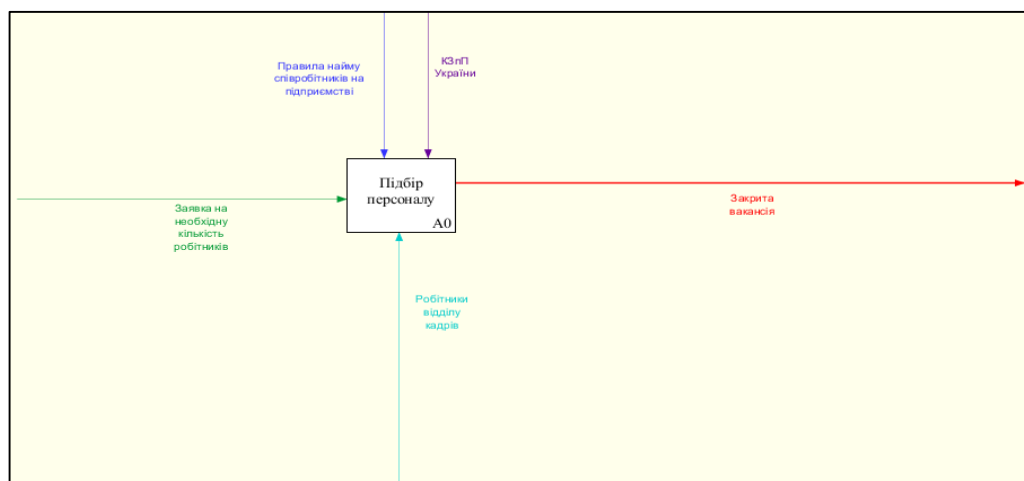 Правила найму
співробітників на
підприємстві
КЗпП
України
Підбір
персоналу
А0
Заявка на
необхідну
кількість
робітників
Закрита
вакансія
Робітники
відділу
кадрів